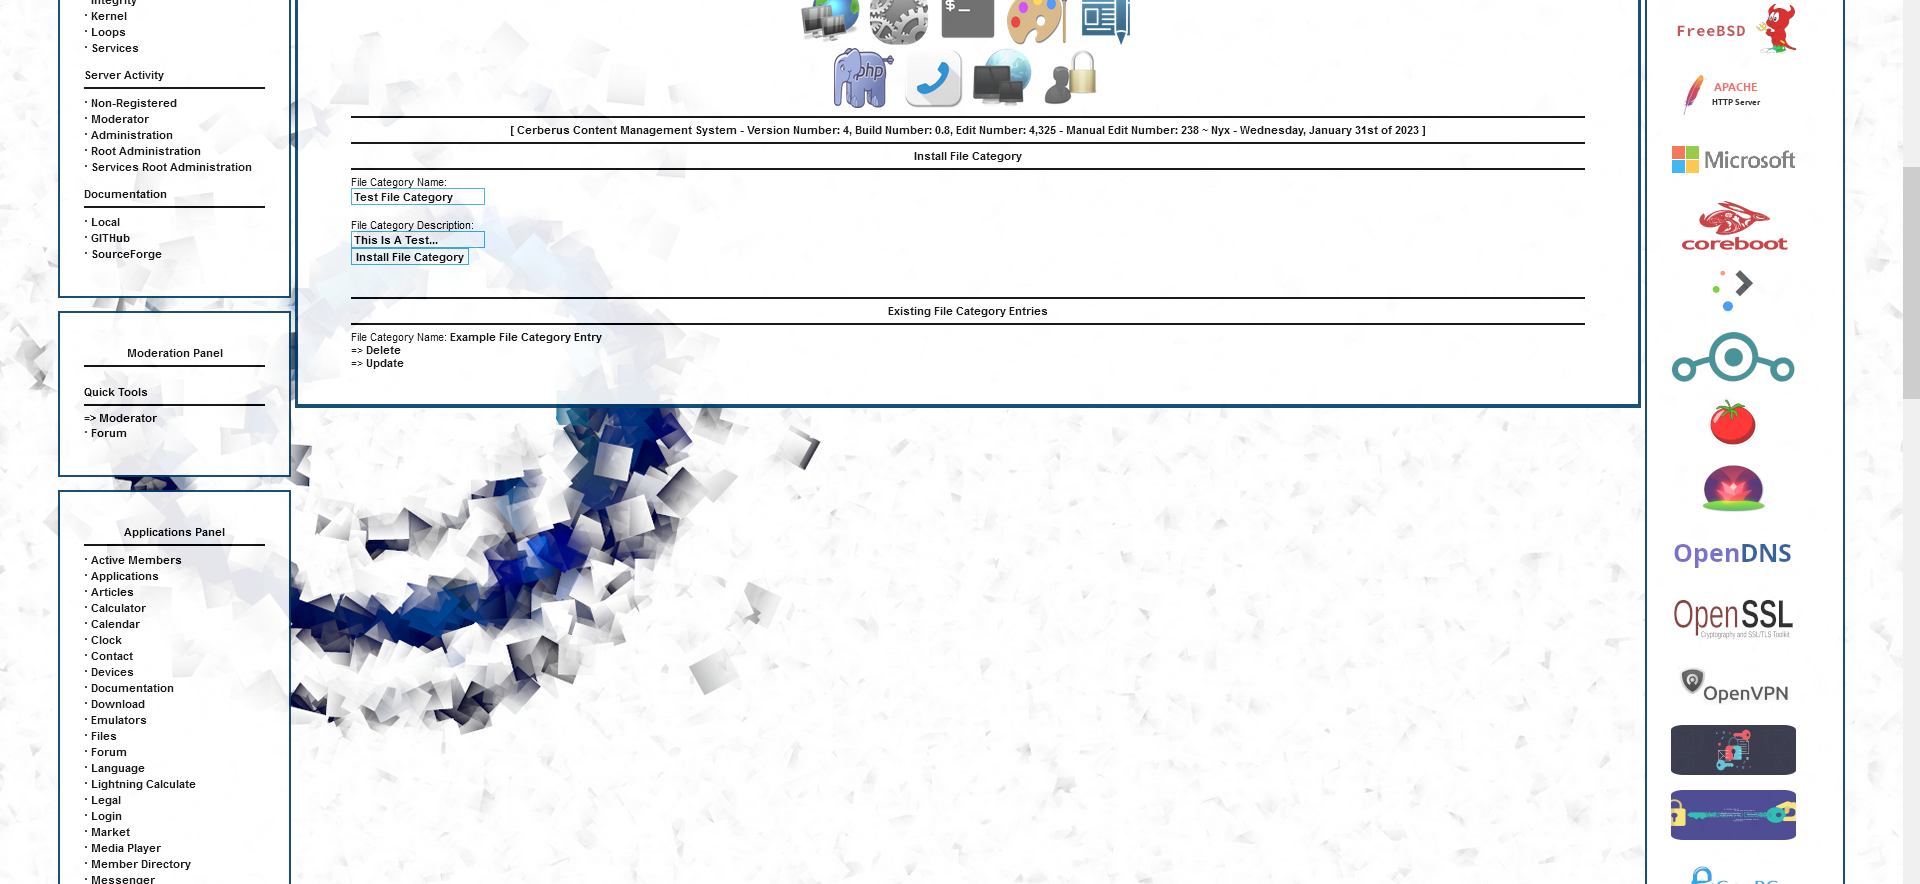 Integrity
· Kernel
· Loops
· Services
Server Activity
· Non-Registered
· Moderator
· Administration
· Root Administration
· Services Root Administration
Documentation
· Local
· GITHub
· SourceForge
Moderation Panel
Quick Tools
=> Moderator
· Forum
Applications Panel
· Active Members
· Applications
· Articles
· Calculator
· Calendar
· Clock
· Contact
· Devices
· Documentation
· Download
· Emulators
· Files
· Forum
· Language
· Lightning Calculate
· Legal
· Login
· Market
· Media Player
· Member Directory
· Messenger
$_
php
[ Cerberus Content Management System - Version Number: 4, Build Number: 0.8, Edit Number: 4,325 - Manual Edit Number: 238 ~ Nyx - Wednesday, January 31st of 2023 ]
Install File Category
File Category Name:
Test File Category
File Category Description:
This Is A Test...
Install File Category
Existing File Category Entries
File Category Name: Example File Category Entry
=> Delete
=> Update
FreeBSD
APACHE
HTTP Server
Microsoft
coreboot
OpenDNS
OpenSSL
Cryptography and SSL/TLS Toolkit
OpenVPN